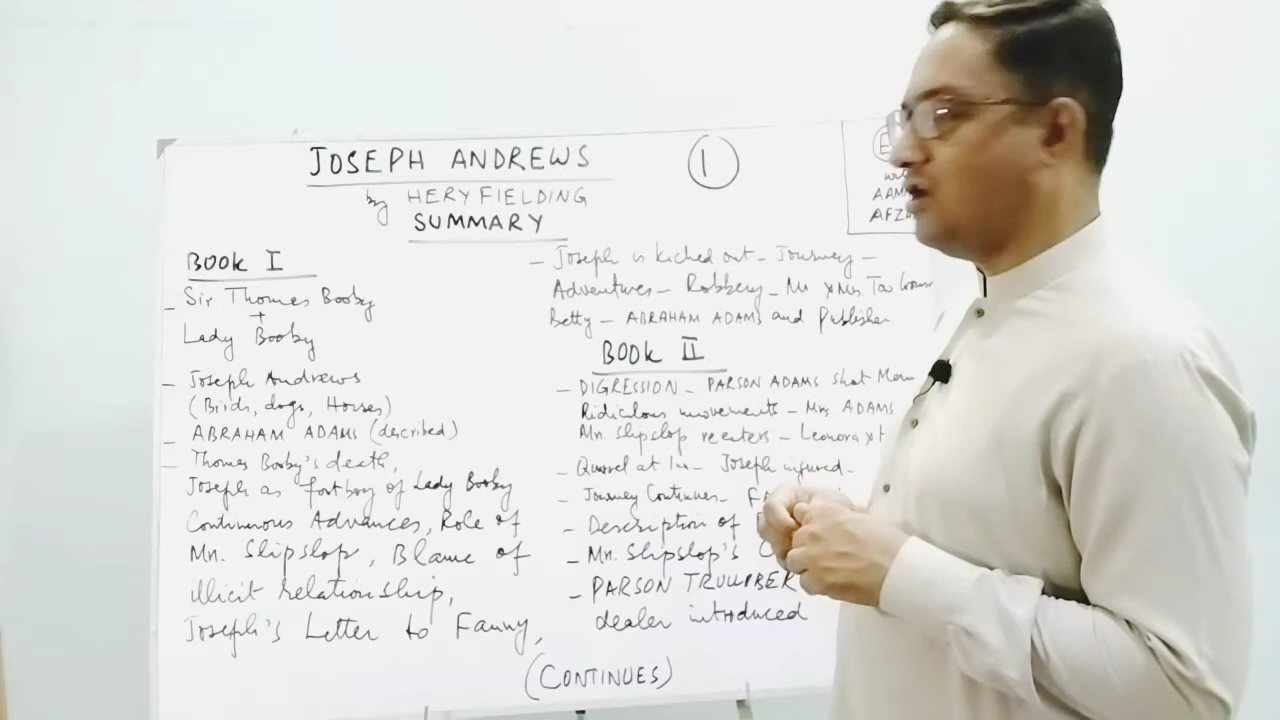 JOSEPH ANDREWS
①
by HERY FIELDING
SUMMARY
E
AAM
AFZA
BOOK I
- Sir Thomas Booby
+
Lady Booby
- Joseph Andrews
(Birds, dogs, Horses)
- ABRAHAM ADAMS (described)
- Thomas Booby's death,
Joseph as footboy of Lady Booby
Continuous Advances, Role of
Mrs. Slipslop, Blame of
illicit relationship,
Joseph's Letter to Fanny,
- Joseph is kicked out - Journey -
Adventures - Robbery - Mr & Mrs Tow
Betty - ABRAHAM ADAMS and Publisher
BOOK II
- DIGRESSION - PARSON ADAMS shot
Ridiclous movements - Mrs ADAMS
Mrs. Slipslop reenters - Leonora
- Quarrel at Inn - Joseph injured -
- Journey Continues -
- Description of
- Mrs. Slipslop's
- PARSON TRULLIBER
dealer introduced
(CONTINUES)